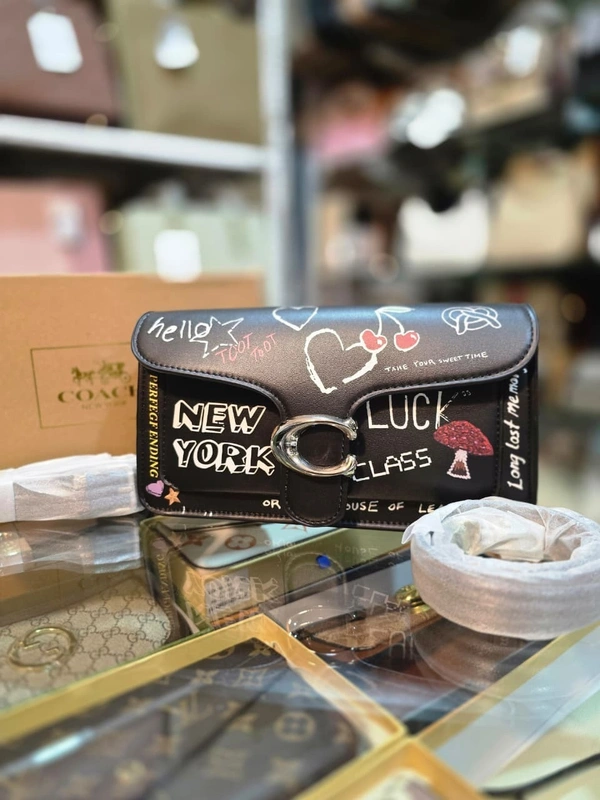 hello
TOOT TOOT
TAKE YOUR SWEET TIME
PERFECT ENDING
NEW
YORK
LUCK
CLASS
Long lost Memory
OR
OUSE OF LE
COACH